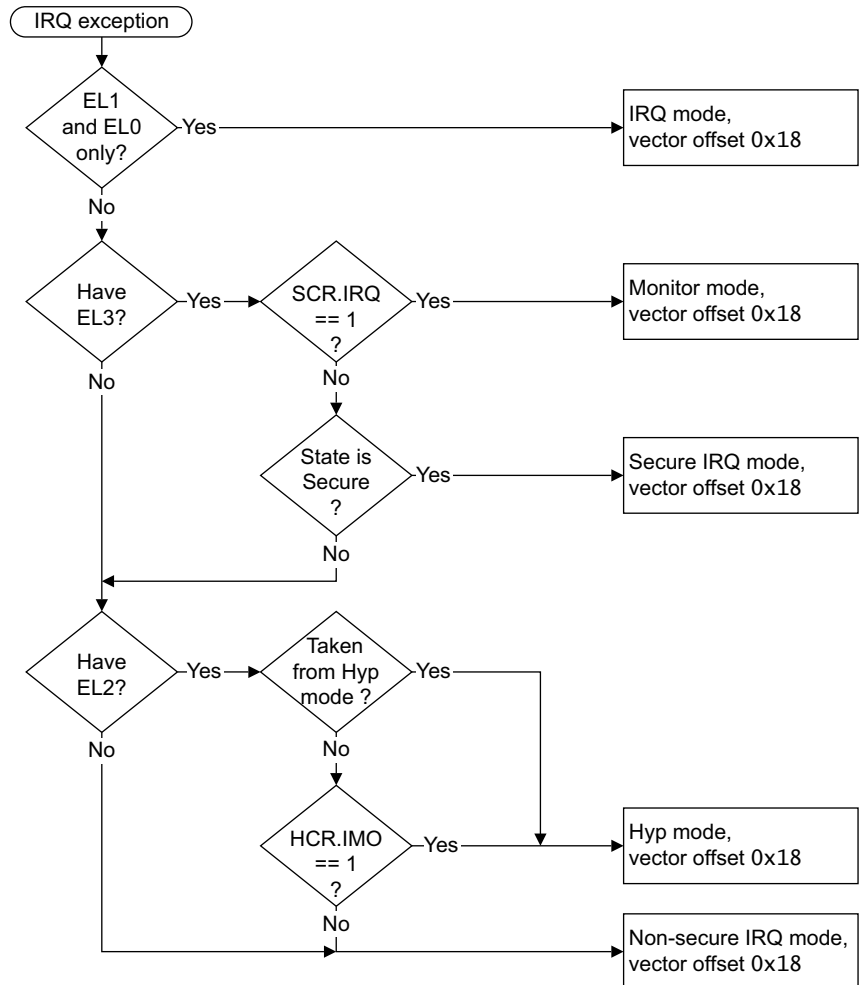 IRQ exception
EL1
and EL0
only?
Yes
IRQ mode,
vector offset 0x18
No
Have
EL3?
Yes
SCR.IRQ
== 1
?
Yes
Monitor mode,
vector offset 0x18
No
No
State is
Secure
?
Yes
Secure IRQ mode,
vector offset 0x18
No
Have
EL2?
Yes
Taken
from Hyp
mode ?
Yes
No
No
HCR.IMO
== 1
?
Yes
Hyp mode,
vector offset 0x18
No
Non-secure IRQ mode,
vector offset 0x18